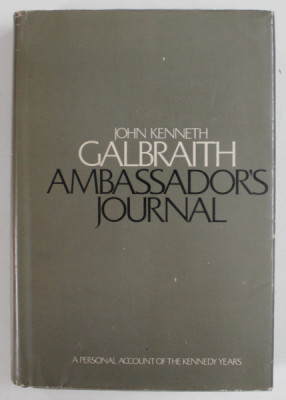 JOHN KENNETH
GALBRAITH
AMBASSADOR'S
JOURNAL
A PERSONAL ACCOUNT OF THE KENNEDY YEARS